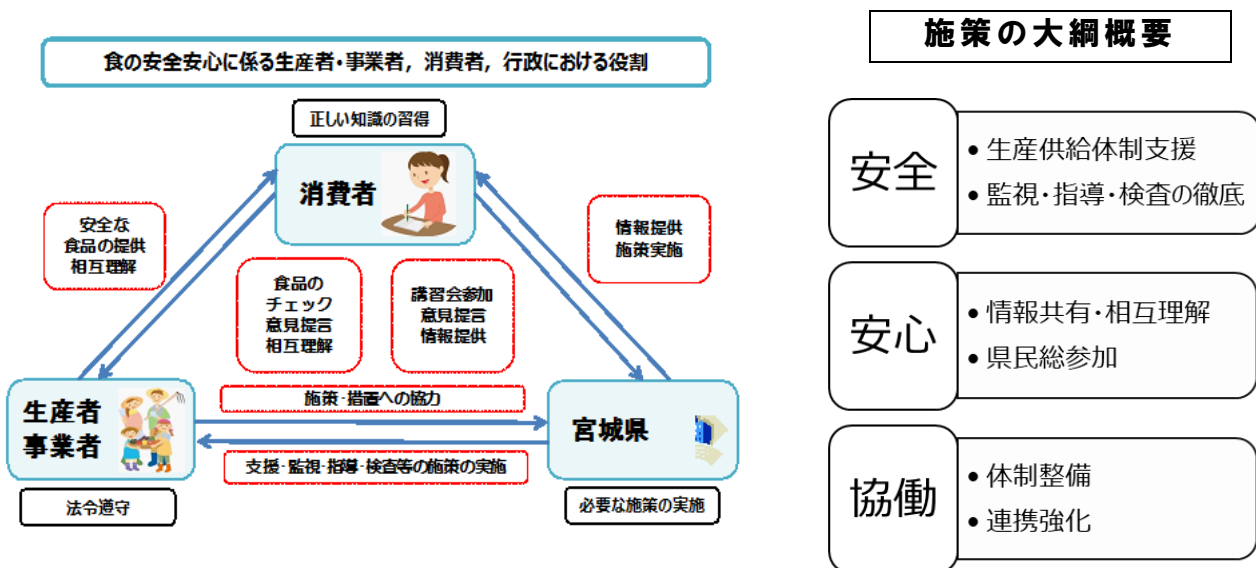 食の安全安心に係る生産者・事業者，消費者，行政における役割
正しい知識の習得
消費者
安全な
食品の提供
相互理解
情報提供
施策実施
食品の
チェック
意見提言
相互理解
講習会参加
意見提言
情報提供
生産者
事業者
施策・措置への協力
宮城県
支援・監視・指導・検査等の施策の実施
法令遵守
必要な施策の実施
施策の大綱概要
安全
• 生産供給体制支援
• 監視・指導・検査の徹底
安心
• 情報共有・相互理解
• 県民総参加
協働
• 体制整備
• 連携強化